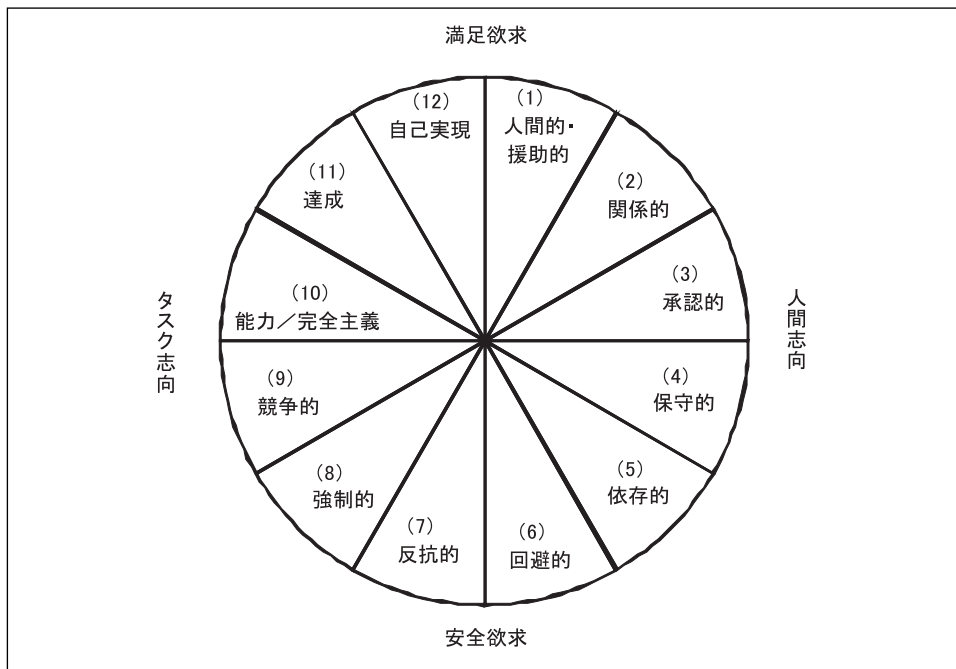 満足欲求
(12)
自己実現
(1)
人間的・
援助的
(11)
達成
(2)
関係的
(10)
能力／完全主義
(3)
承認的
タスク志向
人間志向
(9)
競争的
(4)
保守的
(8)
強制的
(5)
依存的
(7)
反抗的
(6)
回避的
安全欲求